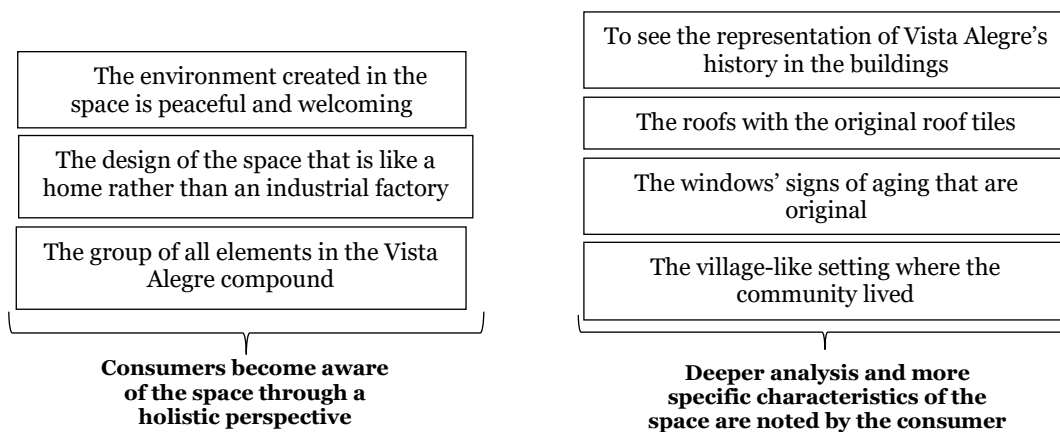 The environment created in the
space is peaceful and welcoming
The design of the space that is like a
home rather than an industrial factory
The group of all elements in the Vista
Alegre compound
Consumers become aware
of the space through a
holistic perspective
To see the representation of Vista Alegre’s
history in the buildings
The roofs with the original roof tiles
The windows’ signs of aging that are
original
The village-like setting where the
community lived
Deeper analysis and more
specific characteristics of the
space are noted by the consumer